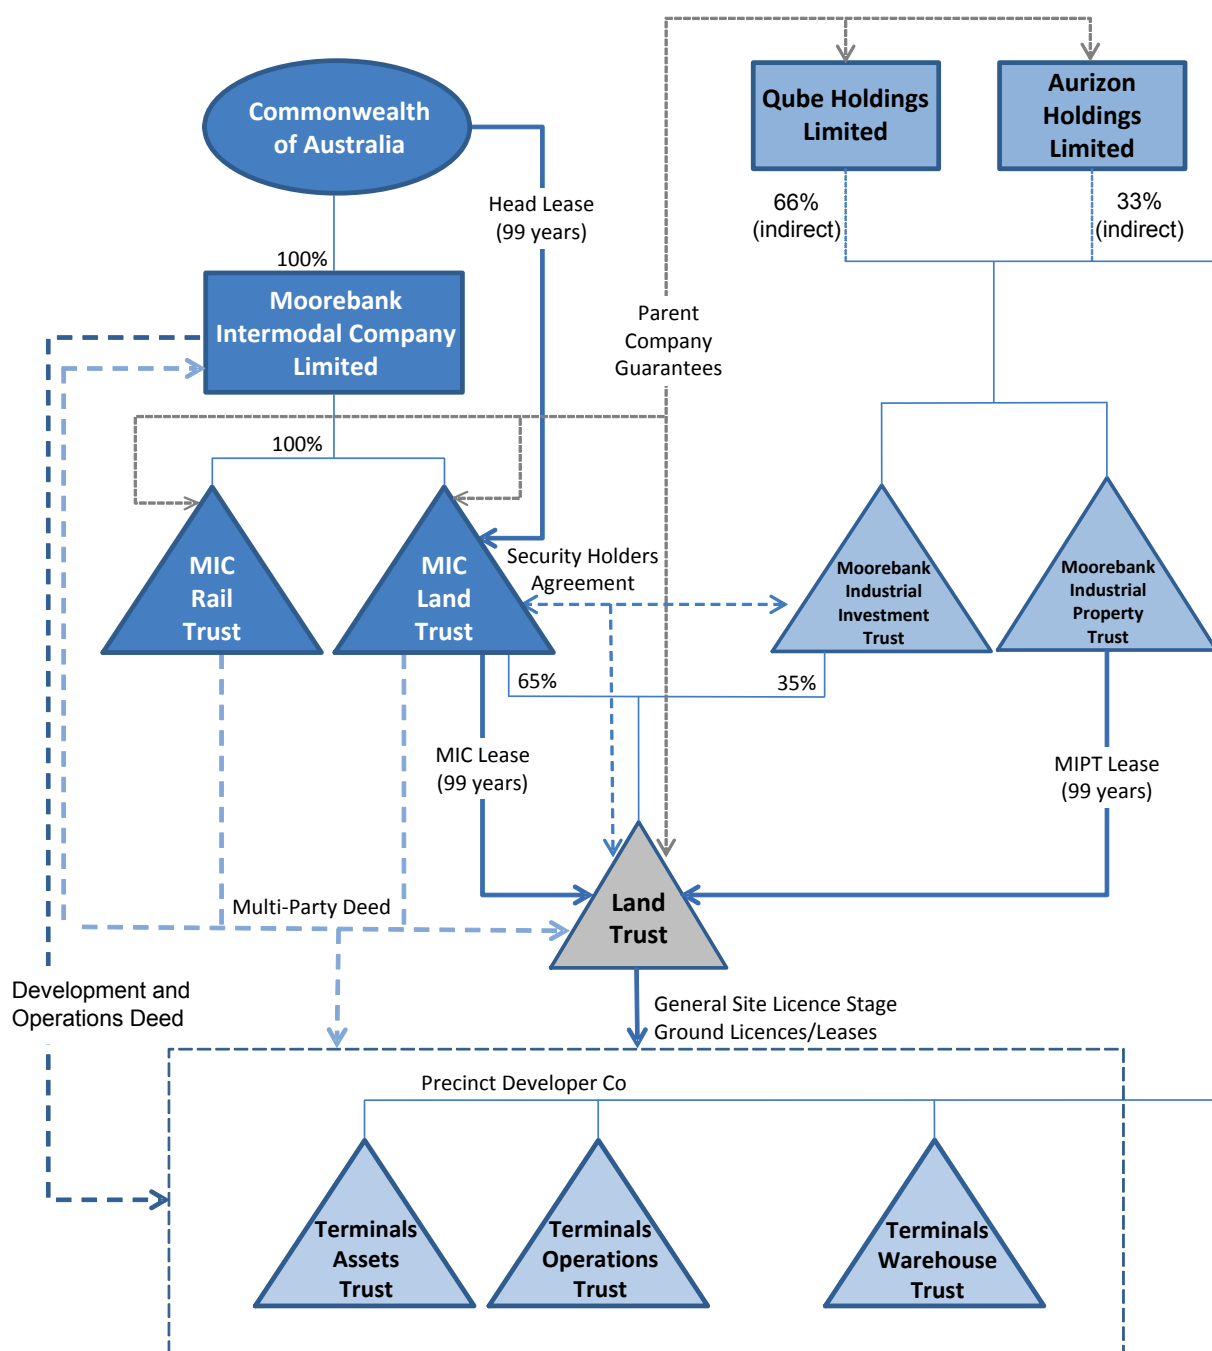 Commonwealth
of Australia
Qube Holdings
Limited
Aurizon
Holdings
Limited
Head Lease
(99 years)
66%
(indirect)
33%
(indirect)
100%
Moorebank
Intermodal Company
Limited
Parent
Company
Guarantees
100%
MIC
Rail
Trust
MIC
Land
Trust
Security Holders
Agreement
Moorebank
Industrial
Investment
Trust
Moorebank
Industrial
Property
Trust
65%
35%
MIC Lease
(99 years)
MIPT Lease
(99 years)
Multi-Party Deed
Land
Trust
Development and
Operations Deed
General Site Licence Stage
Ground Licences/Leases
Precinct Developer Co
Terminals
Assets
Trust
Terminals
Operations
Trust
Terminals
Warehouse
Trust